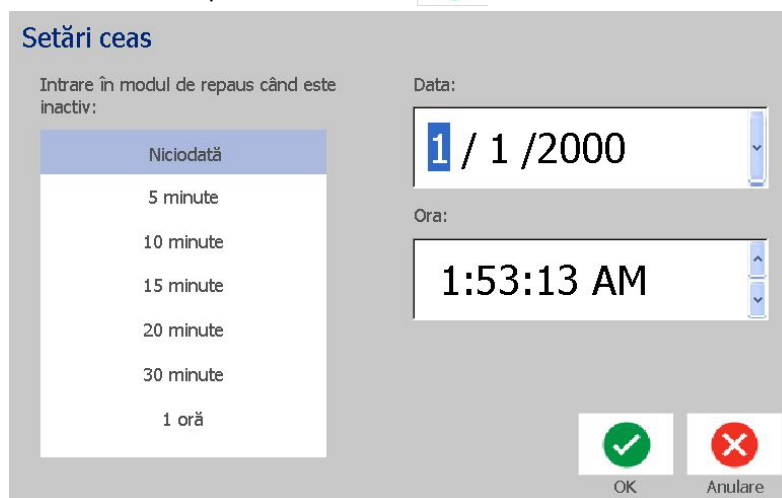 Setări ceas
Intrare în modul de repaus când este
inactiv:
Niciodată
5 minute
10 minute
15 minute
20 minute
30 minute
1 oră
Data:
1 / 1 /2000
Ora:
1:53:13 AM
OK
Anulare